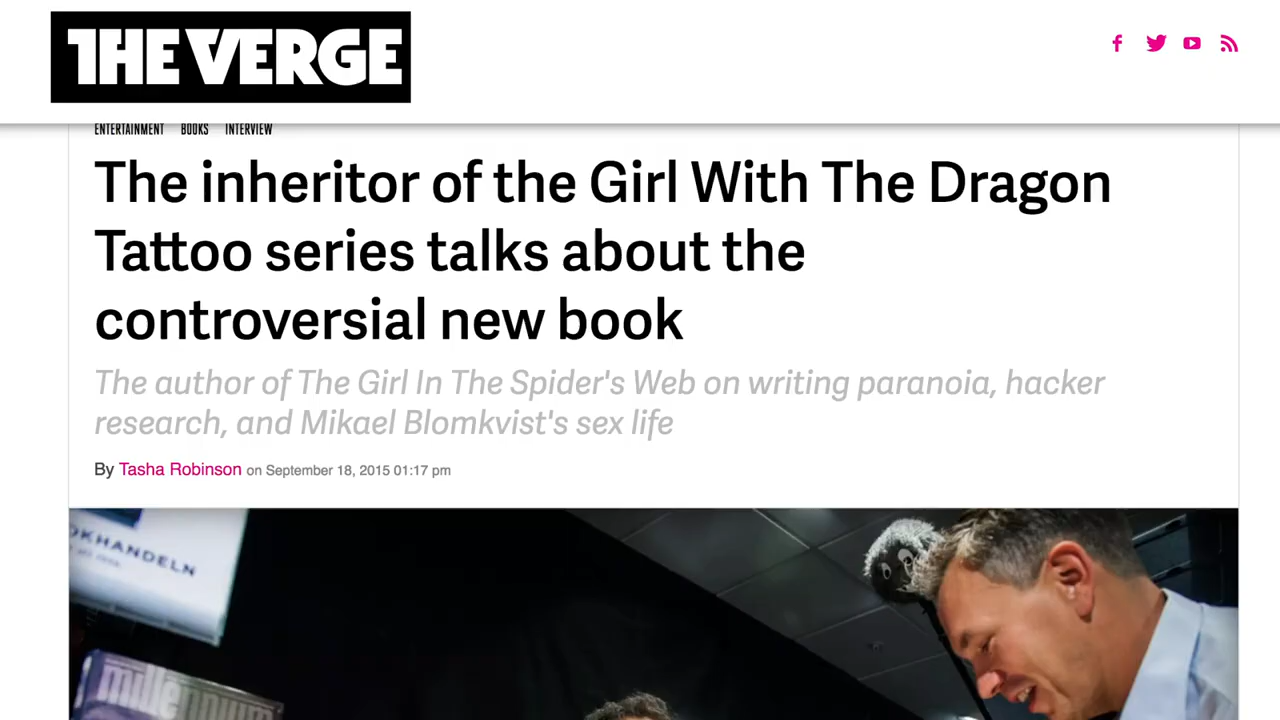 THE VERGE
ENTERTAINMENT BOOKS INTERVIEW
The inheritor of the Girl With The Dragon
Tattoo series talks about the
controversial new book
The author of The Girl In The Spider's Web on writing paranoia, hacker
research, and Mikael Blomkvist's sex life
By Tasha Robinson on September 18, 2015 01:17 pm
OKHANDELN
millennium